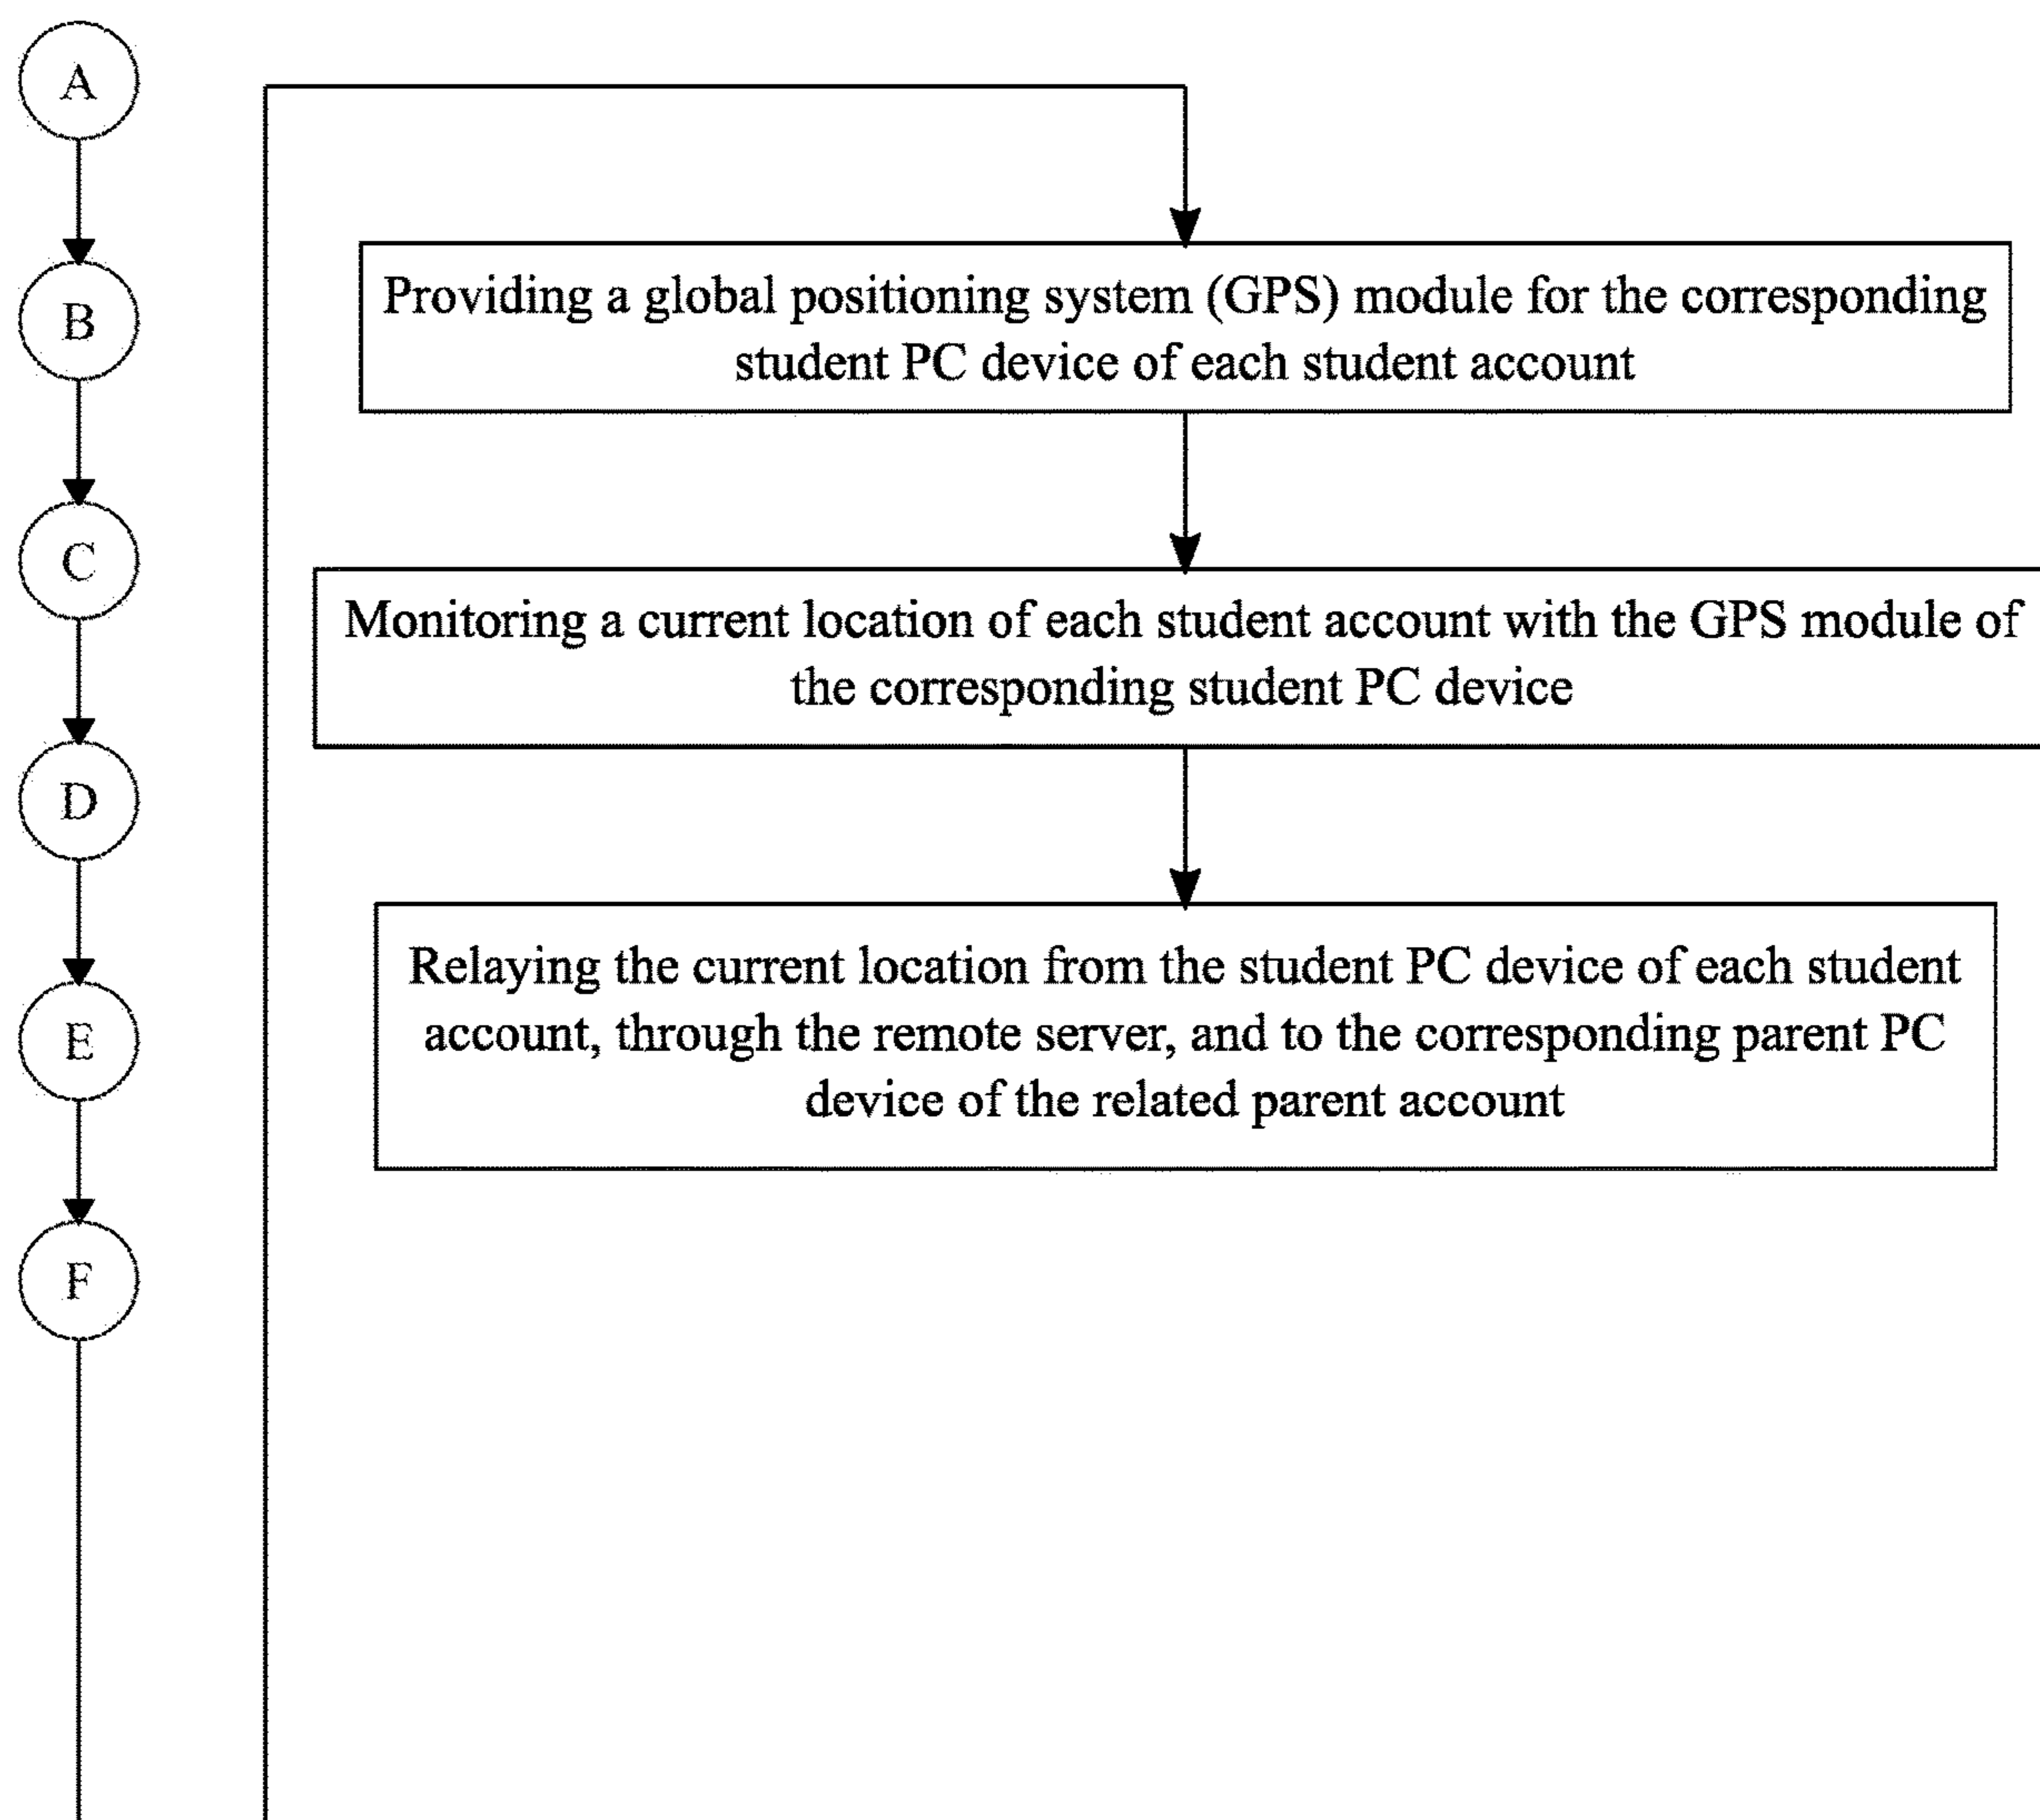 A
B
C
D
E
F
Providing a global positioning system (GPS) module for the corresponding
student PC device of each student account
Monitoring a current location of each student account with the GPS module of
the corresponding student PC device
Relaying the current location from the student PC device of each student
account, through the remote server, and to the corresponding parent PC
device of the related parent account